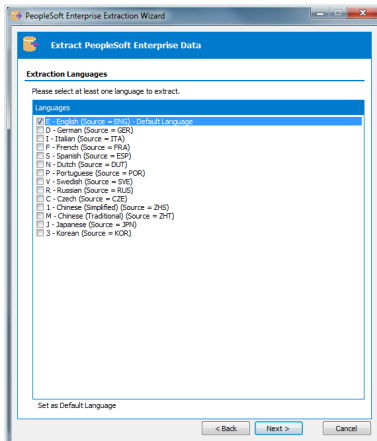 PeopleSoft Enterprise Extraction Wizard
Extract PeopleSoft Enterprise Data
Extraction Languages
Please select at least one language to extract.
Languages
E - English (Source = ENG) - Default Language
D - German (Source = GER)
I - Italian (Source = ITA)
F - French (Source = FRA)
S - Spanish (Source = ESP)
N - Dutch (Source = DUT)
P - Portuguese (Source = POR)
V - Swedish (Source = SVE)
R - Russian (Source = RUS)
C - Czech (Source = CZE)
1 - Chinese (Simplified) (Source = ZHS)
M - Chinese (Traditional) (Source = ZHT)
J - Japanese (Source = JPN)
3 - Korean (Source = KOR)
Set as Default Language
< Back Next > Cancel